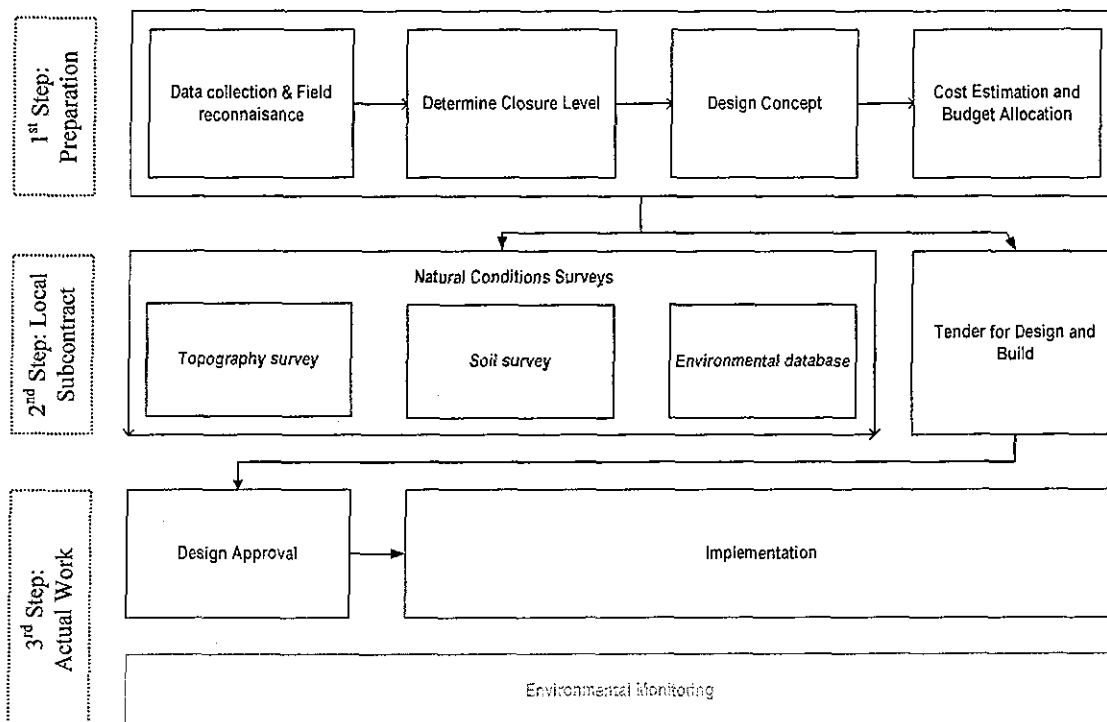 1st Step:
Preparation
Data collection & Field
reconnaisance
Determine Closure Level
Design Concept
Cost Estimation and
Budget Allocation
2nd Step: Local
Subcontract
Natural Conditions Surveys
Topography survey
Soil survey
Environmental database
Tender for Design and
Build
3rd Step:
Actual Work
Design Approval
Implementation
Environmental Monitoring